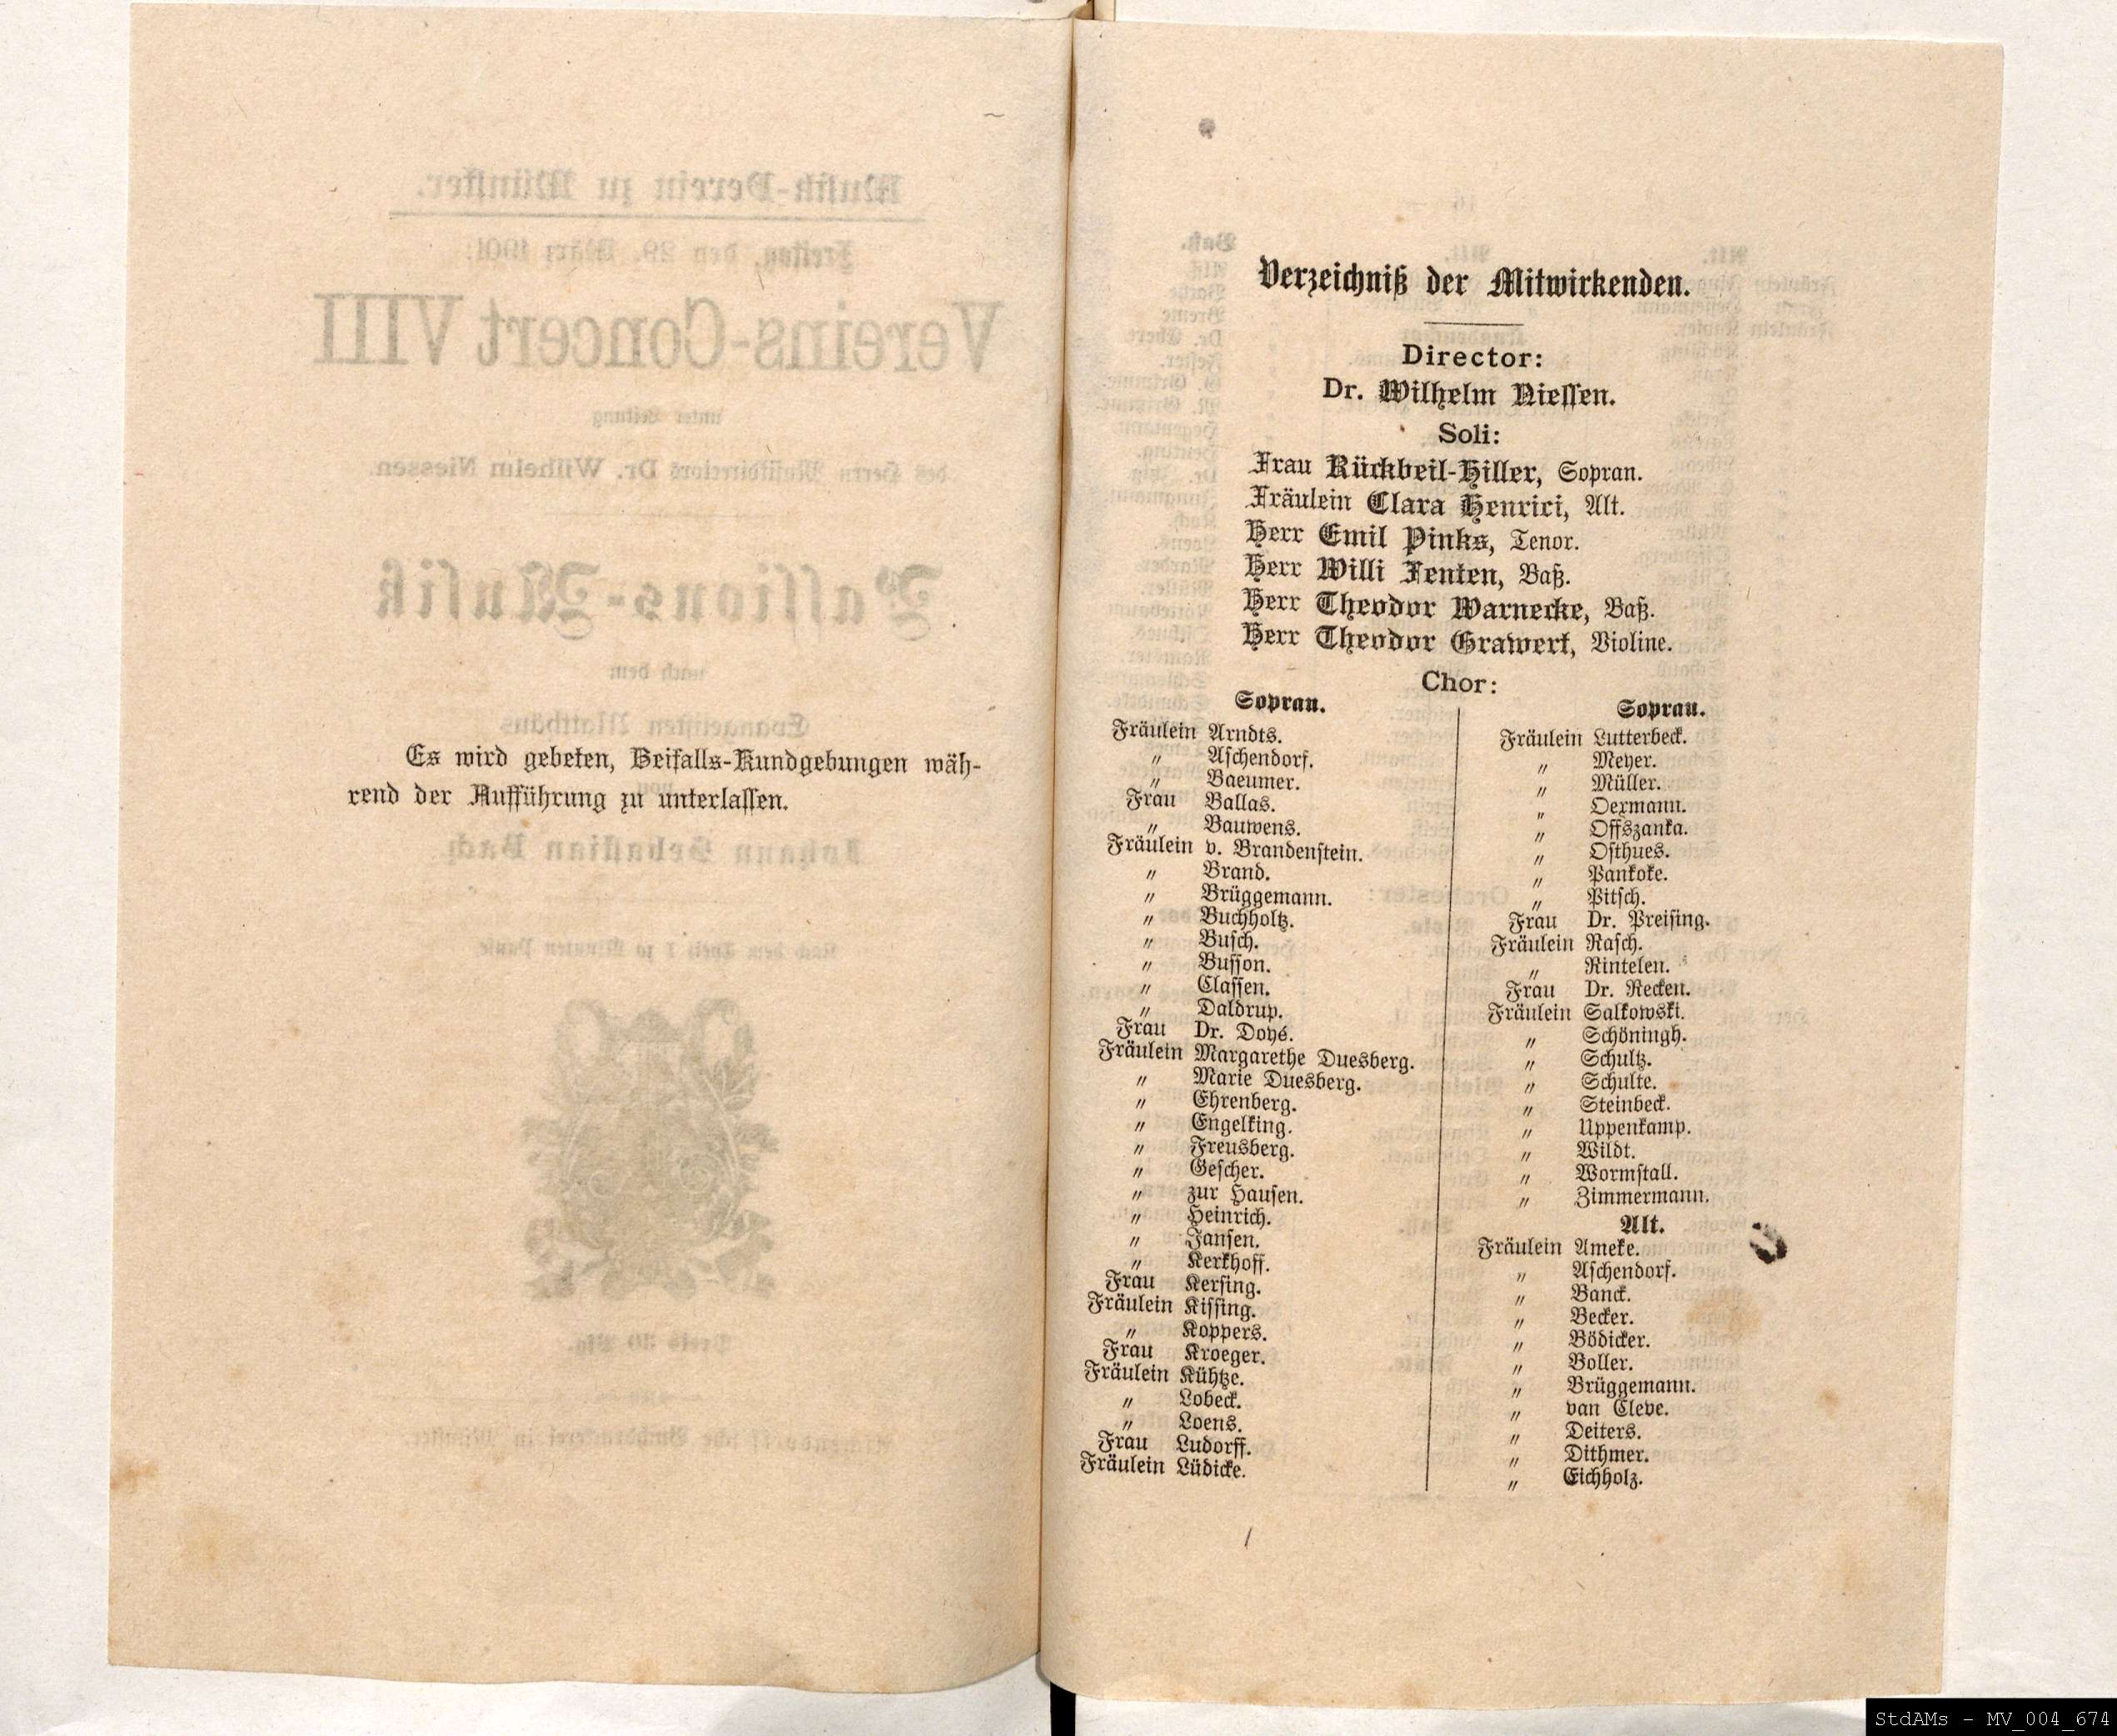 Es wird gebeten, Beifalls-Kundgebungen wäh-
rend der Aufführung zu unterlassen.
Verzeichniß der Mitwirkenden.
Director:
Dr. Wilhelm Niessen.
Soli:
Frau Rückbeil-Hiller, Sopran.
Fräulein Clara Henrici, Alt.
Herr Emil Pinks, Tenor.
Herr Willi Fenten, Baß.
Herr Theodor Warnecke, Baß.
Herr Theodor Grawert, Violine.
Chor:
Sopran.
Fräulein Arndts.
„ Aschendorf.
„ Baeumer.
Frau Ballas.
„ Bauwens.
Fräulein v. Brandenstein.
„ Brand.
„ Brüggemann.
„ Buchholtz.
„ Busch.
„ Busson.
„ Classen.
„ Daldrup.
Frau Dr. Doyé.
Fräulein Margarethe Duesberg.
„ Marie Duesberg.
„ Ehrenberg.
„ Engelking.
„ Freusberg.
„ Gescher.
„ zur Hausen.
„ Heinrich.
„ Jansen.
„ Kerkhoff.
Frau Kersing.
Fräulein Kissing.
„ Koppers.
Frau Kroeger.
Fräulein Kühtze.
„ Lobeck.
„ Loens.
Frau Ludorff.
Fräulein Lüdicke.
Sopran.
Fräulein Lutterbeck.
„ Meyer.
„ Müller.
„ Oexmann.
„ Offszanka.
„ Osthues.
„ Pankoke.
„ Pitsch.
Frau Dr. Preising.
Fräulein Rasch.
„ Rintelen.
Frau Dr. Recken.
Fräulein Salkowski.
„ Schöningh.
„ Schultz.
„ Schulte.
„ Steinbeck.
„ Uppenkamp.
„ Wildt.
„ Wormstall.
„ Zimmermann.
Alt.
Fräulein Ameke.
„ Aschendorf.
„ Banck.
„ Becker.
„ Bödicker.
„ Boller.
„ Brüggemann.
„ van Cleve.
„ Deiters.
„ Dithmer.
„ Eichholz.
StdAMs - MV_004_674